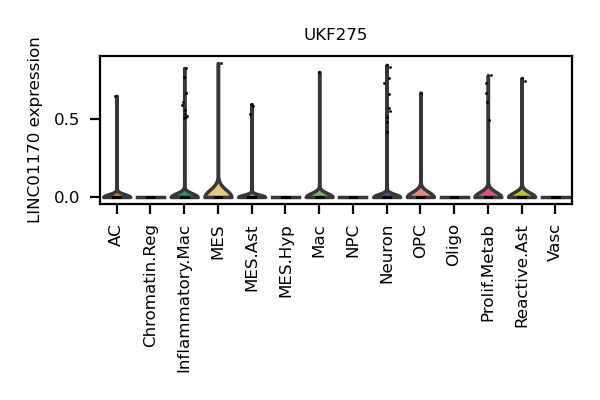 UKF275
LINC01170 expression
0.5
0.0
AC
Chromatin.Reg
Inflammatory.Mac
MES
MES.Ast
MES.Hyp
Mac
NPC
Neuron
OPC
Oligo
Prolif.Metab
Reactive.Ast
Vasc